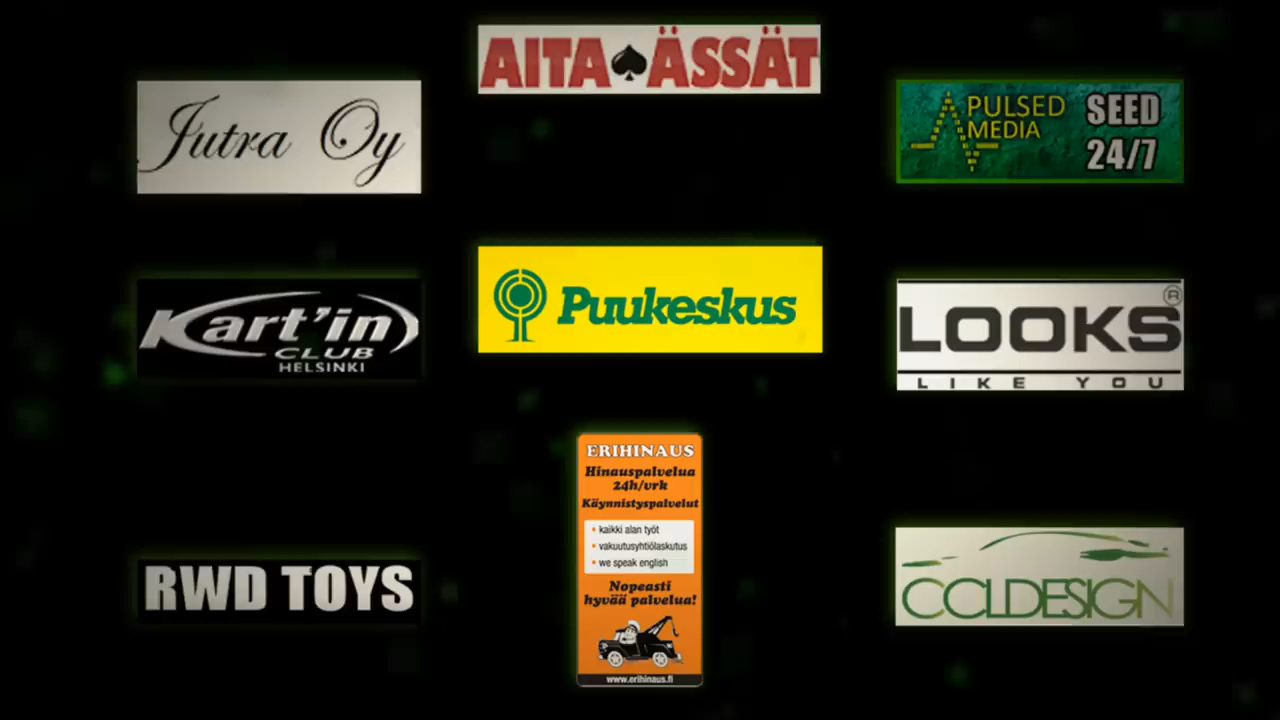 AITA ÄSSÄT
Jutra Oy
PULSED
MEDIA
SEED
24/7
Kart'in
CLUB
HELSINKI
Puukeskus
LOOKS
®
LIKE YOU
RWD TOYS
ERIHINAUS
Hinauspalvelua
24h/vrk
Käynnistyspalvelut
• kaikki alan työt
• vakuutusyhtiölaskutus
• we speak english
Nopeasti
hyvää palvelua!
www.erihinaus.fi
CCLDESIGN